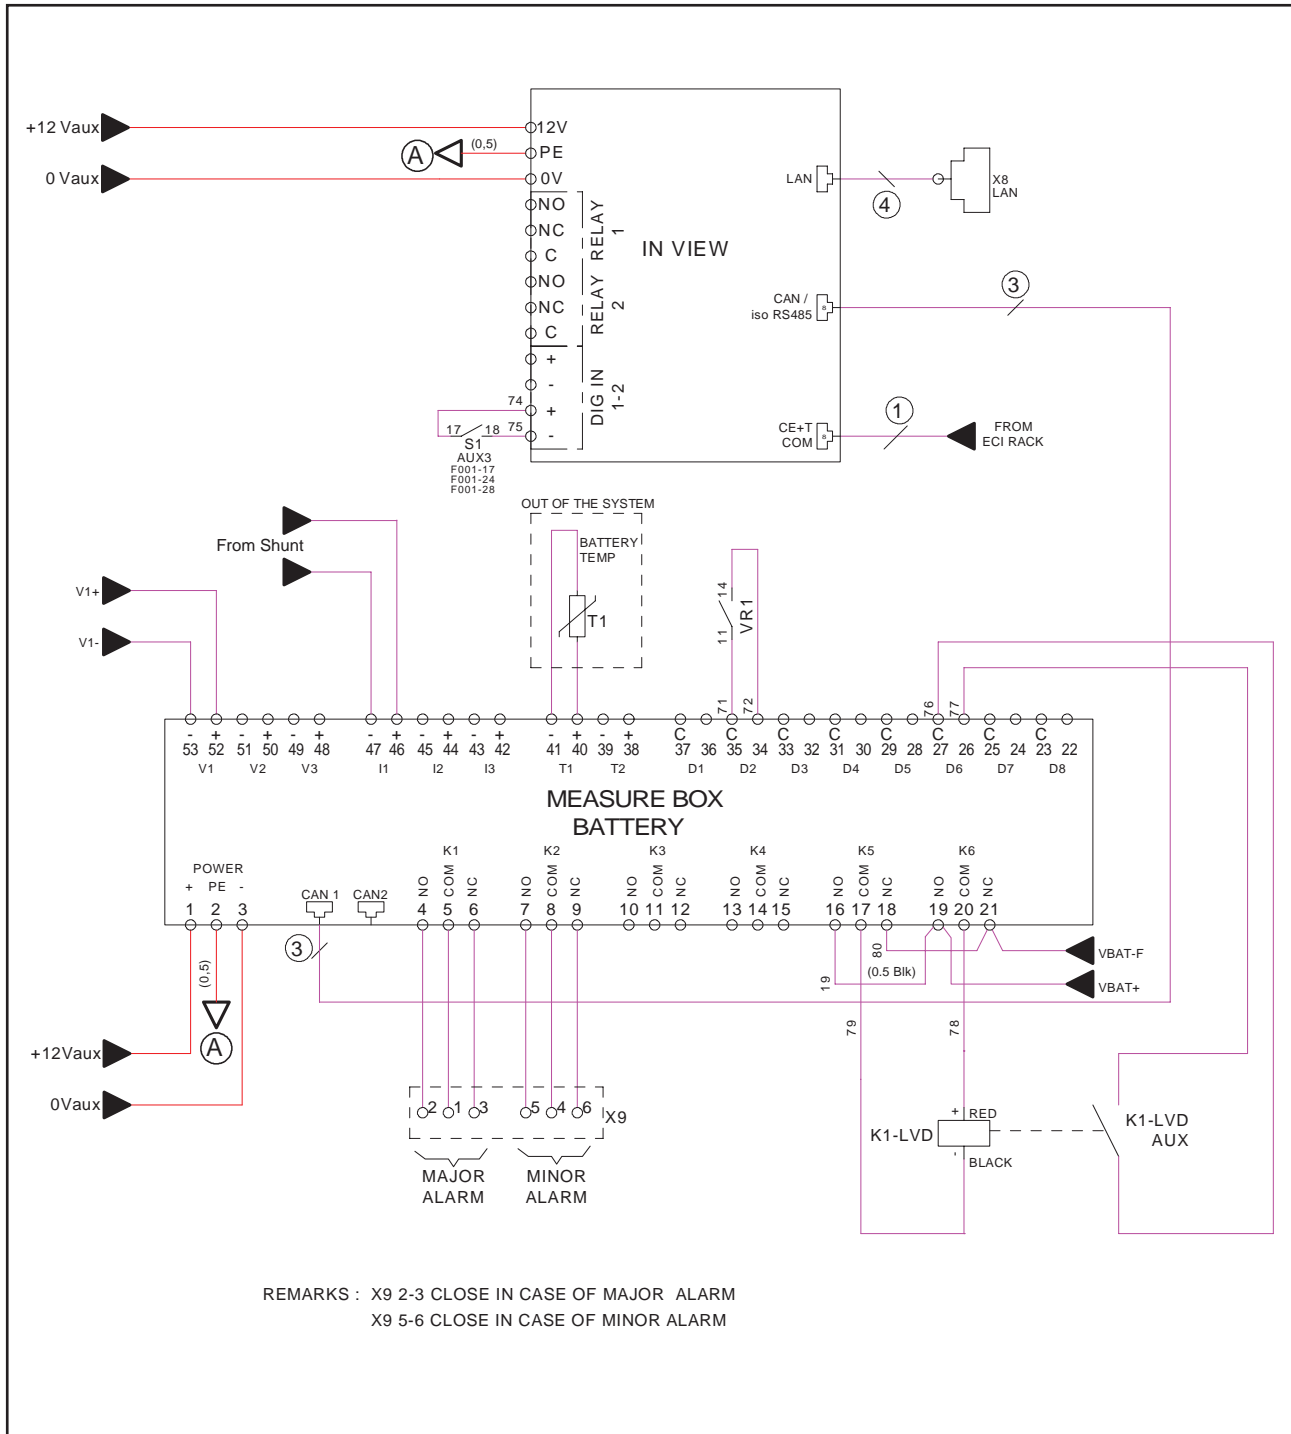 +12 Vaux
0 Vaux
A
(0,5)
12V
PE
0V
NO
NC
C
RELAY
1
NO
NC
C
RELAY
2
+
-
+
-
DIG IN
1-2
74
75
17
18
S1
AUX3
F001-17
F001-24
F001-28
IN VIEW
LAN
4
X8
LAN
CAN /
iso RS485
8
3
CE+T
COM
8
1
FROM
ECI RACK
OUT OF THE SYSTEM
BATTERY
TEMP
T1
From Shunt
V1+
V1-
14
11
VR1
71
72
76
77
- + - + - + - + - + - + - + - + C C C C C C C C
53 52 51 50 49 48 47 46 45 44 43 42 41 40 39 38 37 36 35 34 33 32 31 30 29 28 27 26 25 24 23 22
V1 V2 V3 I1 I2 I3 T1 T2 D1 D2 D3 D4 D5 D6 D7 D8
MEASURE BOX
BATTERY
POWER
+ PE -
1 2 3
CAN 1
CAN2
K1 K2 K3 K4 K5 K6
NO COM NC NO COM NC NO COM NC NO COM NC NO COM NC NO COM NC
4 5 6 7 8 9 10 11 12 13 14 15 16 17 18 19 20 21
3
(0,5)
A
+12Vaux
0Vaux
80
19
(0.5 Blk)
VBAT-F
VBAT+
79
78
2 1 3 5 4 6
X9
MAJOR
ALARM
MINOR
ALARM
K1-LVD
+
RED
-
BLACK
K1-LVD
AUX
REMARKS : X9 2-3 CLOSE IN CASE OF MAJOR ALARM
X9 5-6 CLOSE IN CASE OF MINOR ALARM